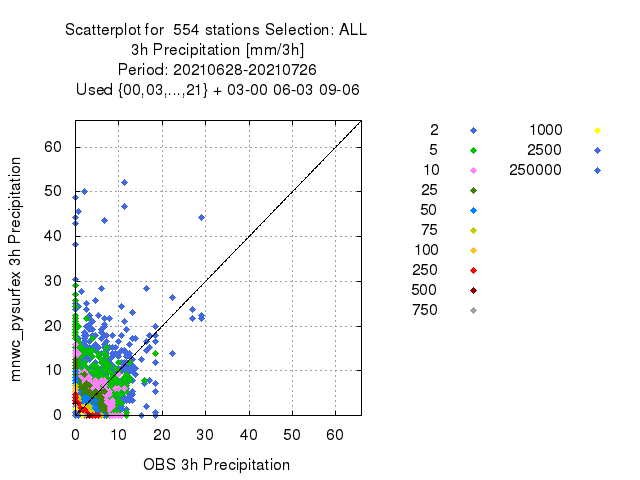 Scatterplot for 554 stations Selection: ALL
3h Precipitation [mm/3h]
Period: 20210628-20210726
Used {00,03,...,21} + 03-00 06-03 09-06
60
50
40
30
20
10
0
0 10 20 30 40 50 60
mnwc_pysurfex 3h Precipitation
OBS 3h Precipitation
2
5
10
25
50
75
100
250
500
750
1000
2500
250000